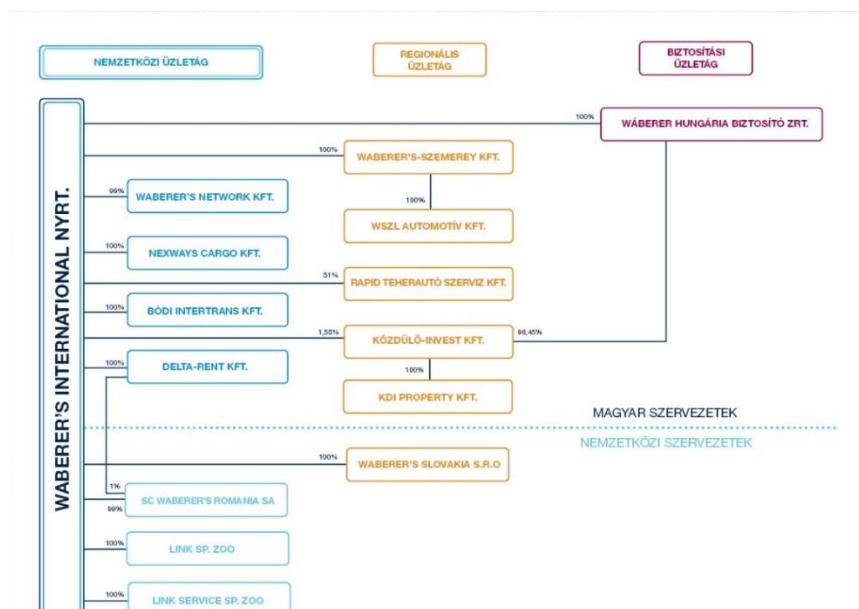 NEMZETKÖZI ÜZLETÁG
REGIONÁLIS
ÜZLETÁG
BIZTOSÍTÁSI
ÜZLETÁG
WABERER'S INTERNATIONAL NYRT.
100%
WÁBERER HUNGÁRIA BIZTOSÍTÓ ZRT.
100%
WABERER'S-SZEMEREY KFT.
99%
WABERER'S NETWORK KFT.
100%
WSZL AUTOMOTÍV KFT.
100%
NEXWAYS CARGO KFT.
51%
RAPID TEHERAUTÓ SZERVIZ KFT.
100%
BÓDI INTERTRANS KFT.
1,55%
KÖZDÜLŐ-INVEST KFT.
98,45%
100%
DELTA-RENT KFT.
100%
KDI PROPERTY KFT.
MAGYAR SZERVEZETEK
NEMZETKÖZI SZERVEZETEK
100%
WABERER'S SLOVAKIA S.R.O
1%
SC WABERER'S ROMANIA SA
99%
100%
LINK SP. ZOO
100%
LINK SERVICE SP. ZOO